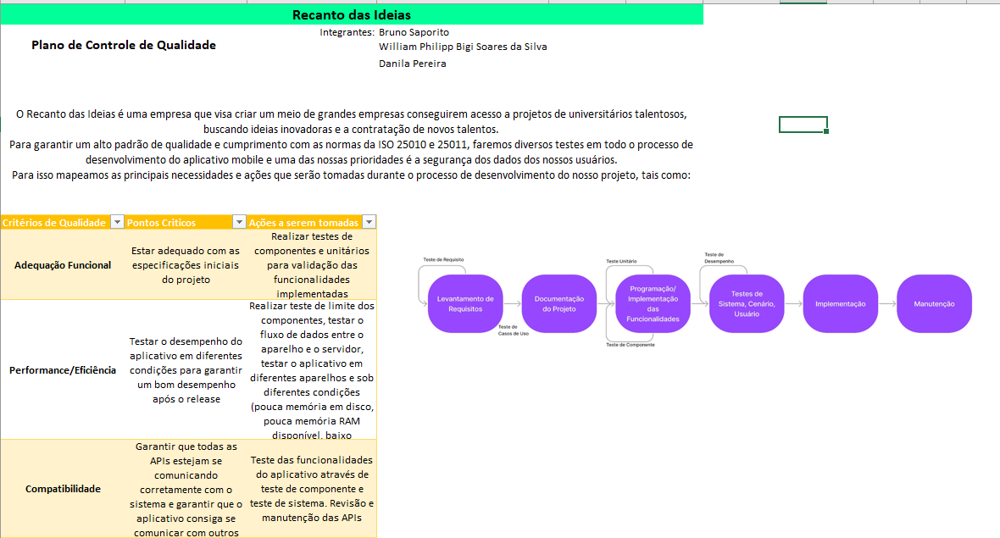 Recanto das Ideias
Plano de Controle de Qualidade
Integrantes: Bruno Saporito
William Philipp Bigi Soares da Silva
Danila Pereira
O Recanto das Ideias é uma empresa que visa criar um meio de grandes empresas conseguirem acesso a projetos de universitários talentosos,
buscando ideias inovadoras e a contratação de novos talentos.
Para garantir um alto padrão de qualidade e cumprimento com as normas da ISO 25010 e 25011, faremos diversos testes em todo o processo de
desenvolvimento do aplicativo mobile e uma das nossas prioridades é a segurança dos dados dos nossos usuários.
Para isso mapeamos as principais necessidades e ações que serão tomadas durante o processo de desenvolvimento do nosso projeto, tais como:
Critérios de Qualidade
Pontos Críticos
Ações a serem tomadas
Adequação Funcional
Estar adequado com as
especificações iniciais
do projeto
Realizar testes de
componentes e unitários
para validação das
funcionalidades
implementadas
Performance/Eficiência
Testar o desempenho do
aplicativo em diferentes
condições para garantir
um bom desempenho
após o release
Realizar teste de limite dos
componentes, testar o
fluxo de dados entre o
aparelho e o servidor,
testar o aplicativo em
diferentes aparelhos e sob
diferentes condições
(pouca memória em disco,
pouca memória RAM
disponível, baixo
Compatibilidade
Garantir que todas as
APIs estejam se
comunicando
corretamente com o
sistema e garantir que o
aplicativo consiga se
comunicar com outros
Teste das funcionalidades
do aplicativo através de
teste de componente e
teste de sistema. Revisão e
manutenção das APIs
Teste de Requisito
Levantamento de
Requisitos
Teste de
Casos de Uso
Documentação
do Projeto
Teste Unitário
Programação/
Implementação
das
Funcionalidades
Teste de Componente
Teste de
Desempenho
Testes de
Sistema, Cenário,
Usuário
Implementação
Manutenção